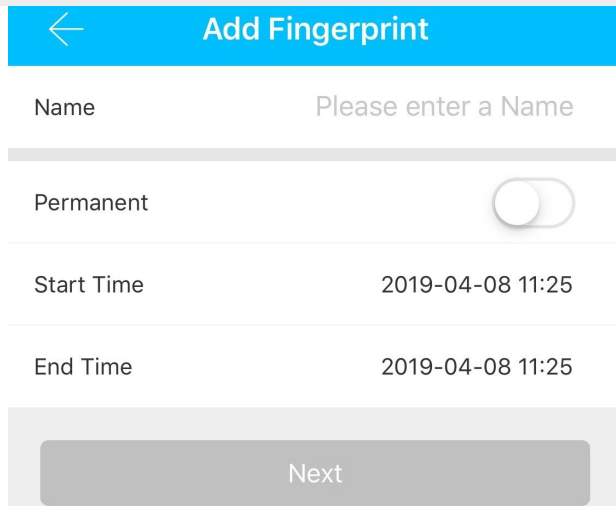 Add Fingerprint
Name Please enter a Name
Permanent
Start Time 2019-04-08 11:25
End Time 2019-04-08 11:25
Next